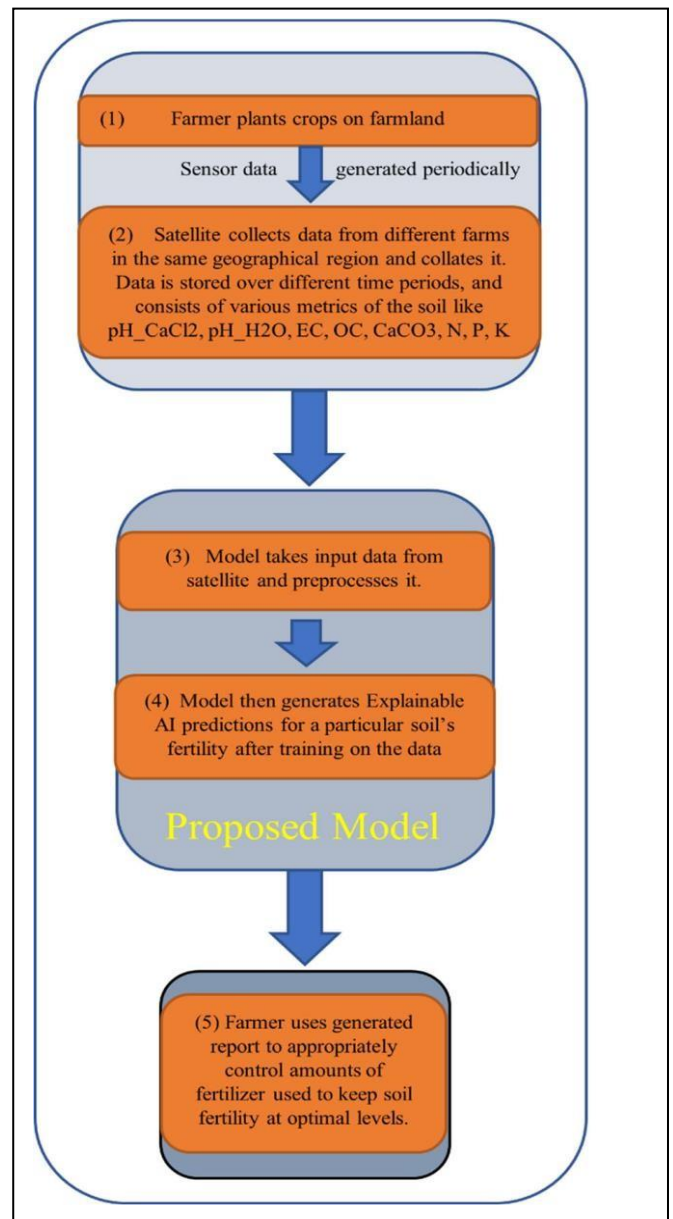 (1) Farmer plants crops on farmland
Sensor data generated periodically
(2) Satellite collects data from different farms
in the same geographical region and collates it.
Data is stored over different time periods, and
consists of various metrics of the soil like
pH_CaCl2, pH_H2O, EC, OC, CaCO3, N, P, K
(3) Model takes input data from
satellite and preprocesses it.
(4) Model then generates Explainable
AI predictions for a particular soil's
fertility after training on the data
Proposed Model
(5) Farmer uses generated
report to appropriately
control amounts of
fertilizer used to keep soil
fertility at optimal levels.